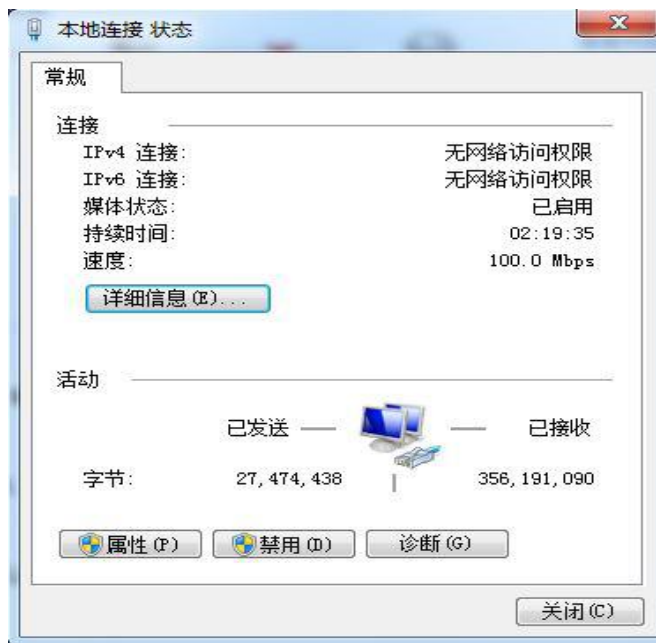 本地连接 状态
常规
连接
IPv4 连接: 无网络访问权限
IPv6 连接: 无网络访问权限
媒体状态: 已启用
持续时间: 02:19:35
速度: 100.0 Mbps
详细信息(E)...
活动
已发送 已接收
字节: 27,474,438 356,191,090
属性(P) 禁用(D) 诊断(G)
关闭(C)